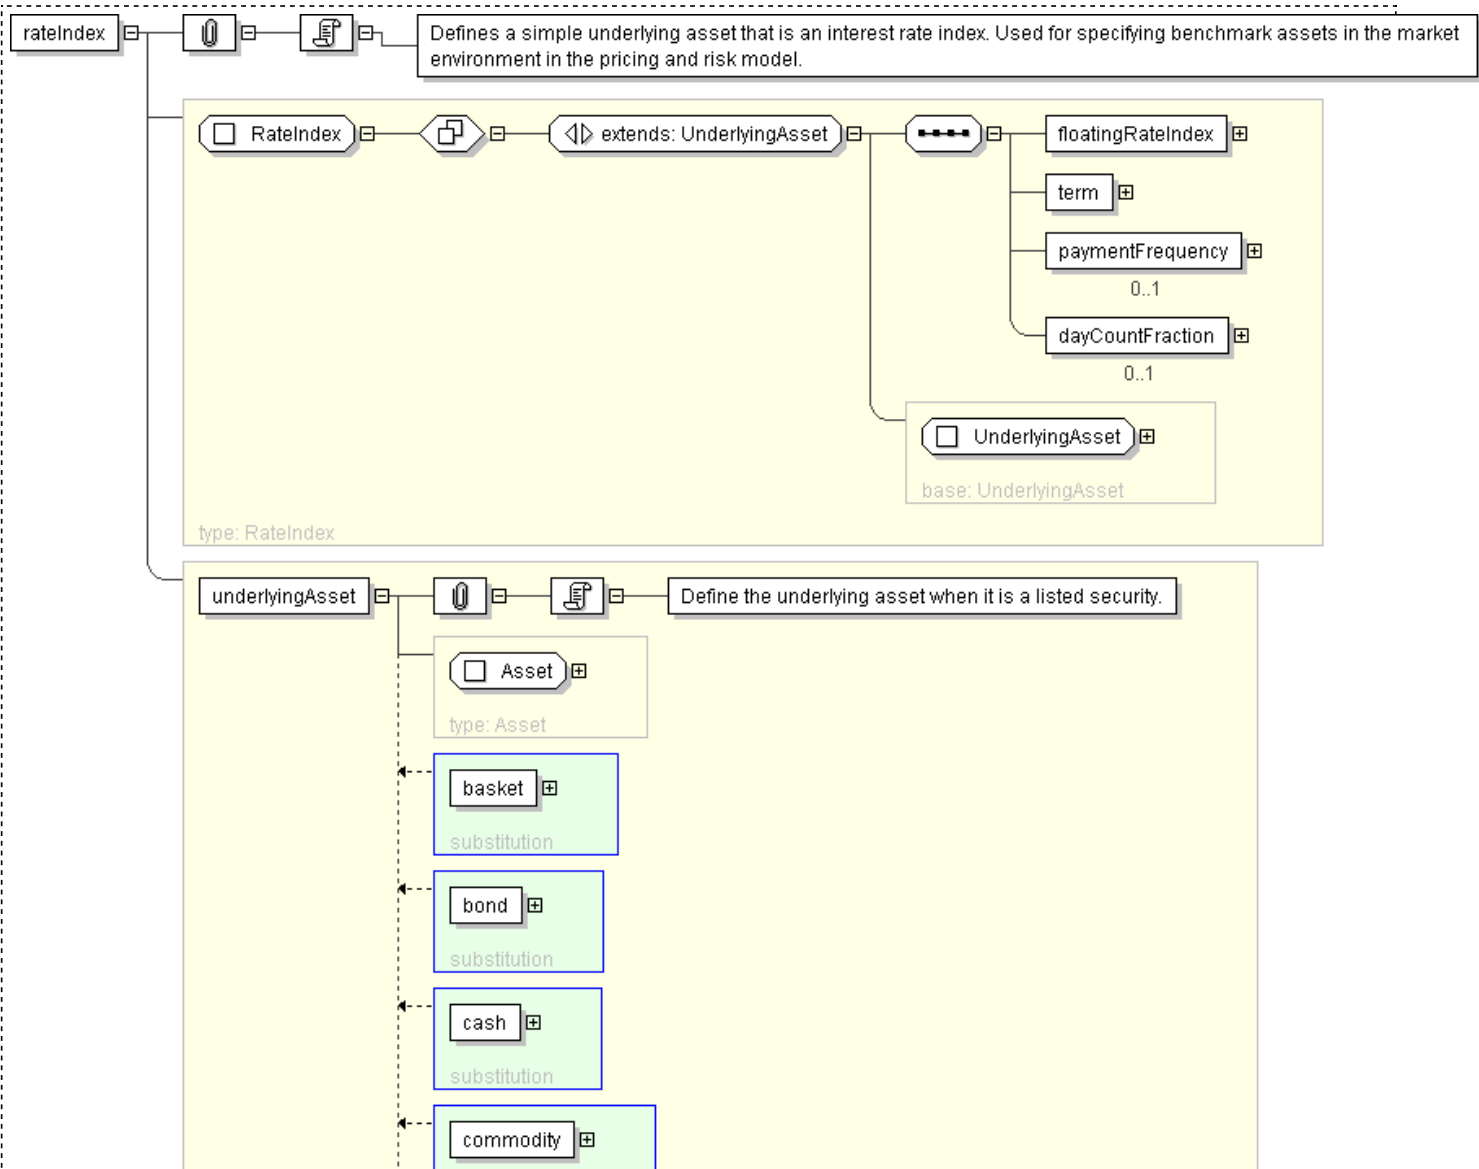 rateIndex
Defines a simple underlying asset that is an interest rate index. Used for specifying benchmark assets in the market
environment in the pricing and risk model.
RateIndex
extends: UnderlyingAsset
floatingRateIndex
term
paymentFrequency
0..1
dayCountFraction
0..1
UnderlyingAsset
base: UnderlyingAsset
type: RateIndex
underlyingAsset
Define the underlying asset when it is a listed security.
Asset
type: Asset
basket
substitution
bond
substitution
cash
substitution
commodity